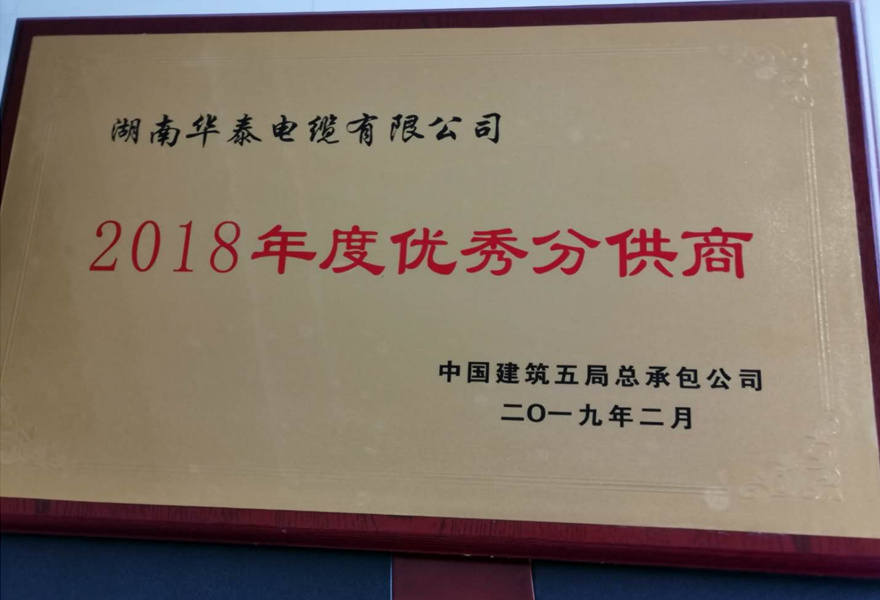 湖南华泰电缆有限公司
2018年度优秀分供商
中国建筑五局总承包公司
二O一九年二月